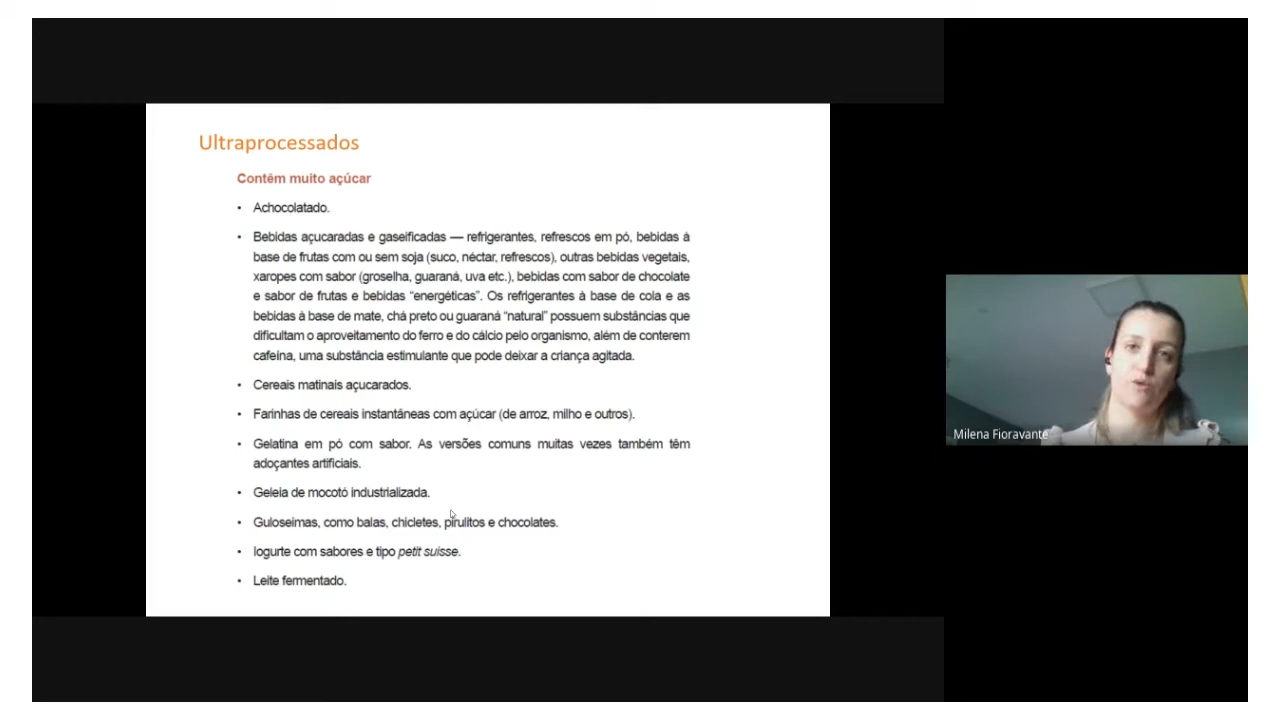 Ultraprocessados
Contêm muito açúcar
• Achocolatado.
• Bebidas açucaradas e gaseificadas — refrigerantes, refrescos em pó, bebidas à
base de frutas com ou sem soja (suco, néctar, refrescos), outras bebidas vegetais,
xaropes com sabor (groselha, guaraná, uva etc.), bebidas com sabor de chocolate
e sabor de frutas e bebidas “energéticas”. Os refrigerantes à base de cola e as
bebidas à base de mate, chá preto ou guaraná “natural” possuem substâncias que
dificultam o aproveitamento do ferro e do cálcio pelo organismo, além de conterem
cafeína, uma substância estimulante que pode deixar a criança agitada.
• Cereais matinais açucarados.
• Farinhas de cereais instantâneas com açúcar (de arroz, milho e outros).
• Gelatina em pó com sabor. As versões comuns muitas vezes também têm
adoçantes artificiais.
• Geleia de mocotó industrializada.
• Guloseimas, como balas, chicletes, pirulitos e chocolates.
• Iogurte com sabores e tipo petit suisse.
• Leite fermentado.
Milena Fioravante